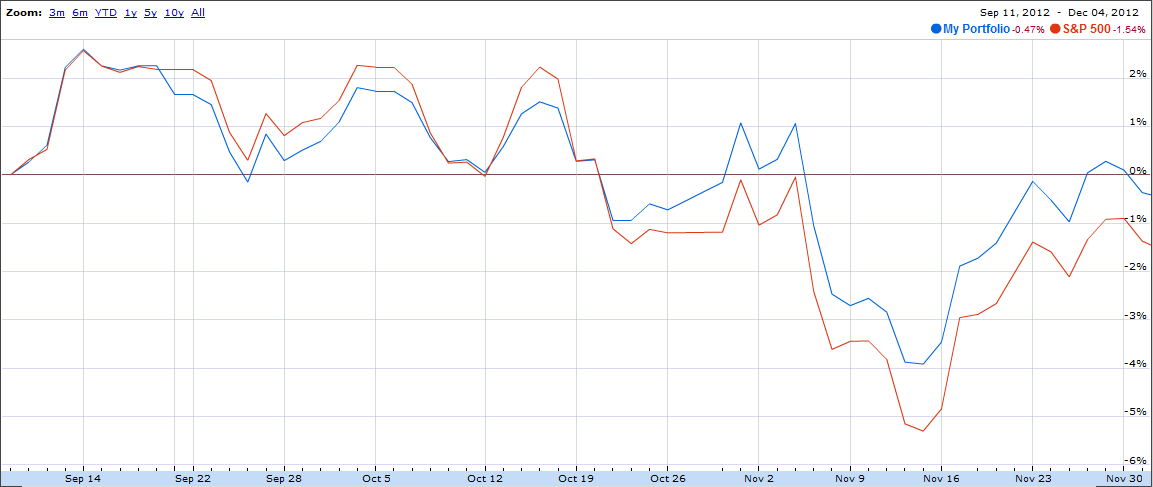 Zoom: 3m 6m YTD 1y 5y 10y All
Sep 11, 2012 - Dec 04, 2012
My Portfolio -0.47% S&P 500 -1.54%
2%
1%
0%
-1%
-2%
-3%
-4%
-5%
-6%
Sep 14 Sep 22 Sep 28 Oct 5 Oct 12 Oct 19 Oct 26 Nov 2 Nov 9 Nov 16 Nov 23 Nov 30